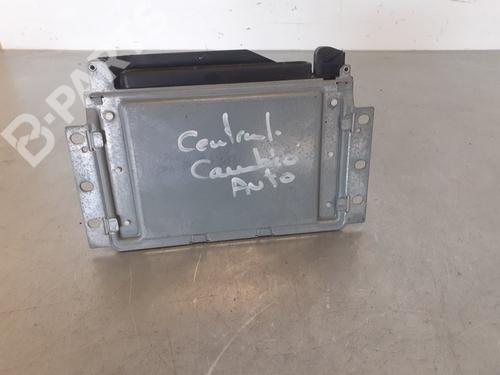 B-PARTS
Central.
Cambio
Auto